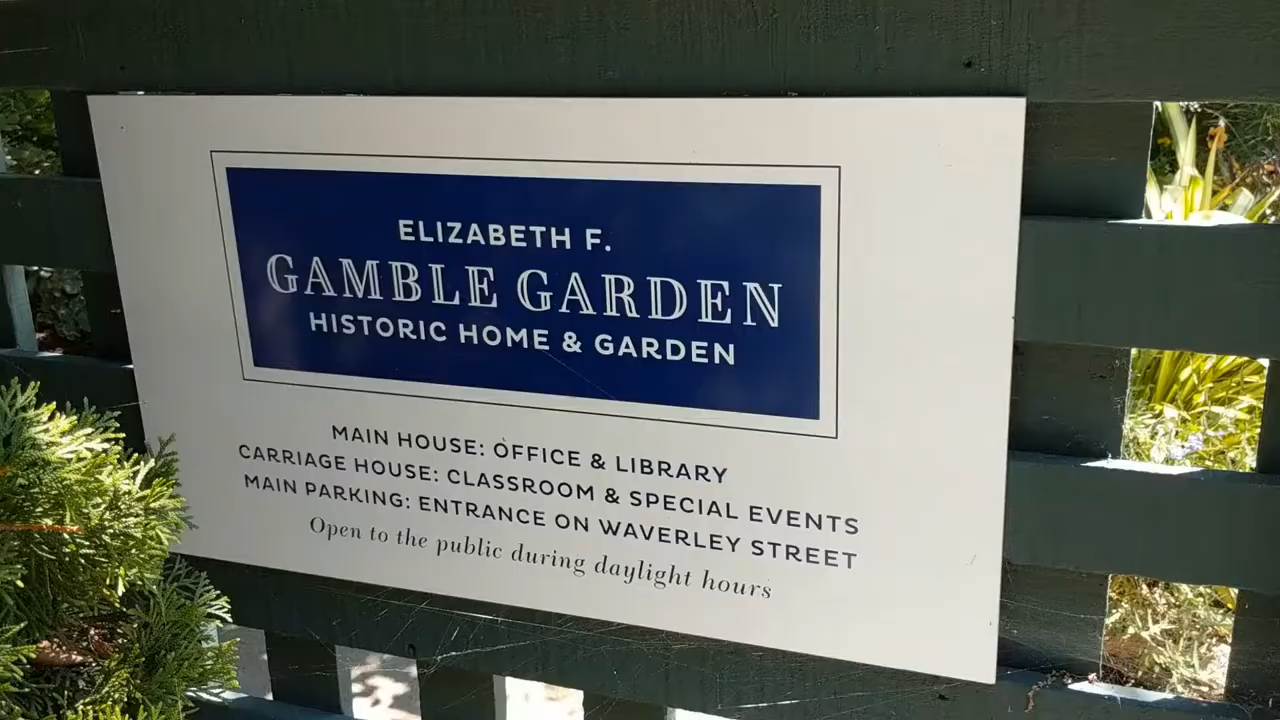 ELIZABETH F.
GAMBLE GARDEN
HISTORIC HOME & GARDEN
MAIN HOUSE: OFFICE & LIBRARY
CARRIAGE HOUSE: CLASSROOM & SPECIAL EVENTS
MAIN PARKING: ENTRANCE ON WAVERLEY STREET
Open to the public during daylight hours